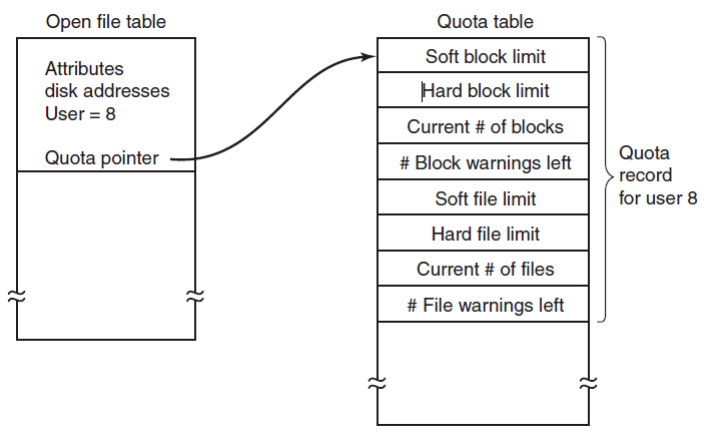 Open file table
Attributes
disk addresses
User = 8
Quota pointer
Quota table
Soft block limit
Hard block limit
Current # of blocks
# Block warnings left
Soft file limit
Hard file limit
Current # of files
# File warnings left
Quota
record
for user 8